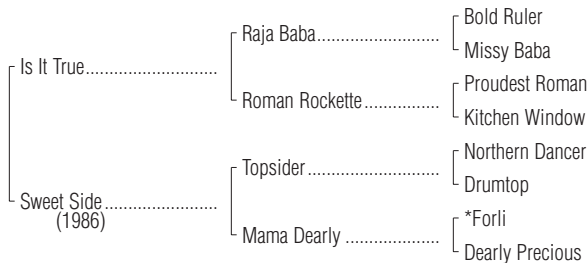 Bold Ruler
Raja Baba
Missy Baba
Is It True
Proudest Roman
Roman Rockette
Kitchen Window
Northern Dancer
Topsider
Drumtop
Sweet Side
(1986)
*Forli
Mama Dearly
Dearly Precious